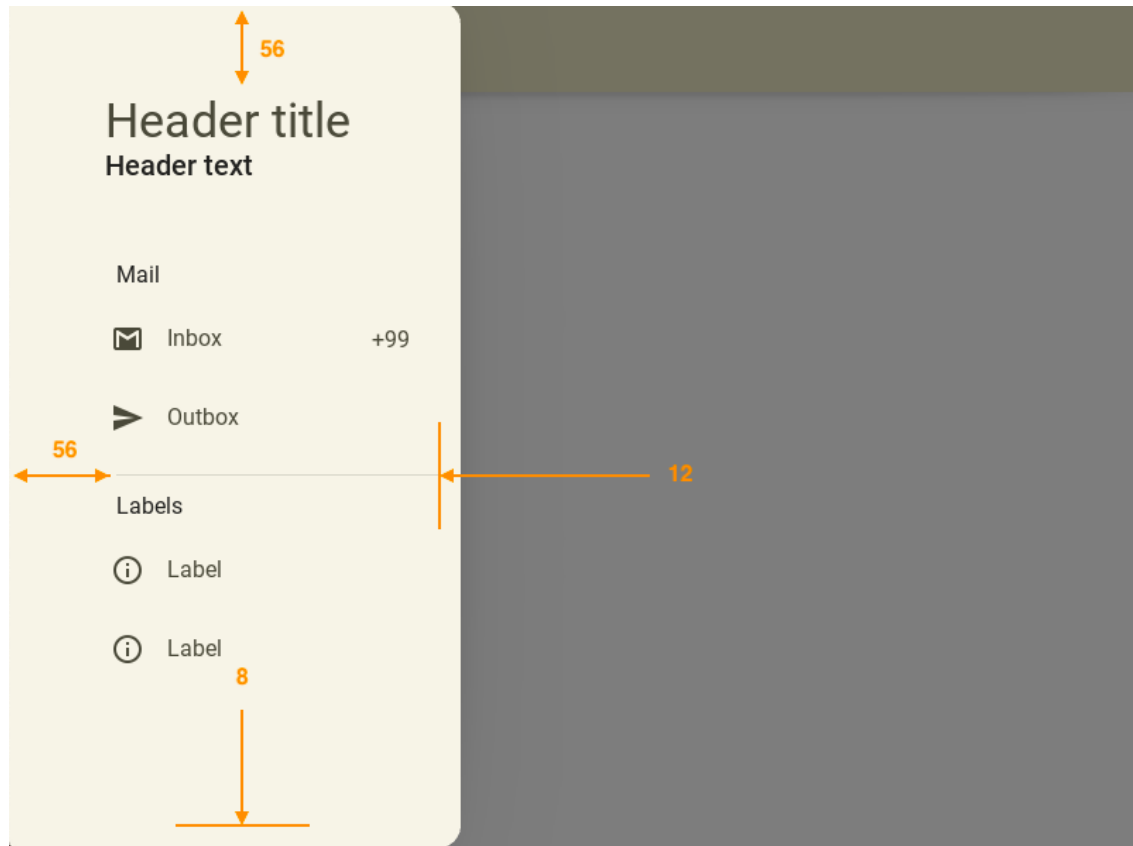 56
Header title
Header text
Mail
Inbox +99
Outbox
56
12
Labels
Label
Label
8